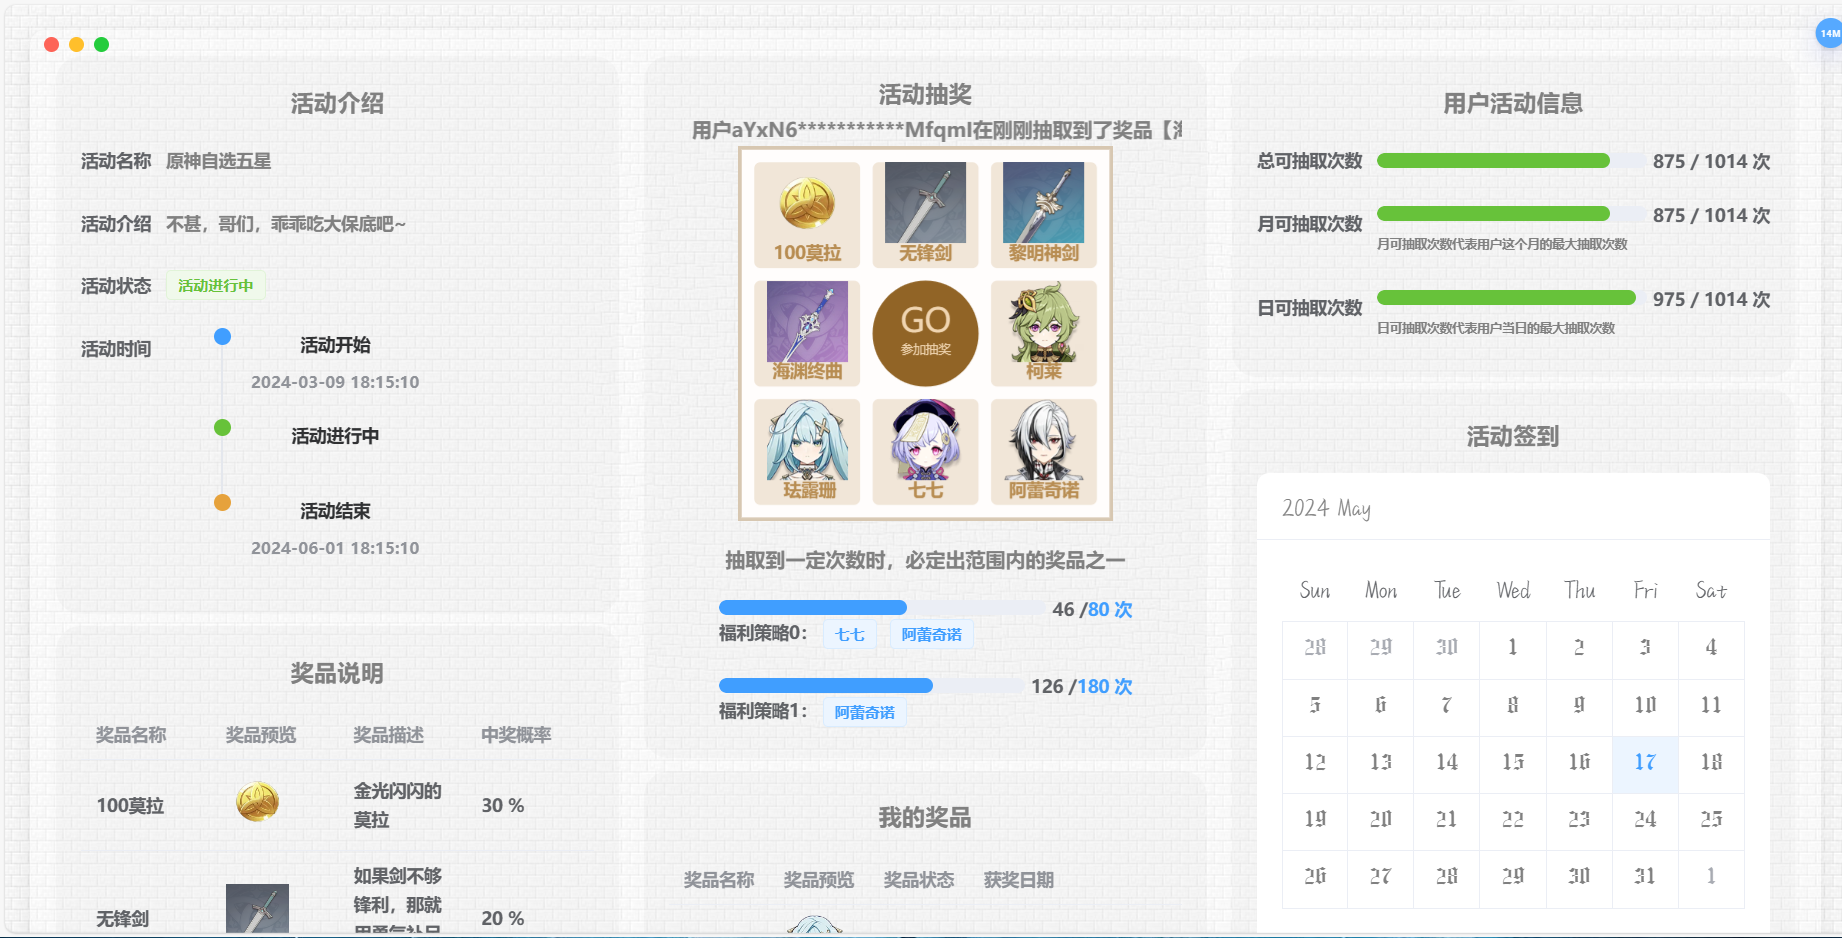 14M
活动介绍
活动名称 原神自选五星
活动介绍 不甚，哥们，乖乖吃大保底吧~
活动状态 活动进行中
活动时间
活动开始
2024-03-09 18:15:10
活动进行中
活动结束
2024-06-01 18:15:10
奖品说明
奖品名称 奖品预览 奖品描述 中奖概率
100莫拉 金光闪闪的莫拉 30 %
无锋剑 如果剑不够锋利，那就 20 %
活动抽奖
用户aYxN6***********Mfqml在刚刚抽取到了奖品【海
100莫拉 无锋剑 黎明神剑
海渊终曲 GO 参加抽奖 柯莱
珐露珊 七七 阿蕾奇诺
抽取到一定次数时，必定出范围内的奖品之一
46 /80 次
福利策略0： 七七 阿蕾奇诺
126 /180 次
福利策略1： 阿蕾奇诺
我的奖品
奖品名称 奖品预览 奖品状态 获奖日期
用户活动信息
总可抽取次数 875 / 1014 次
月可抽取次数 875 / 1014 次
月可抽取次数代表用户这个月的最大抽取次数
日可抽取次数 975 / 1014 次
日可抽取次数代表用户当日的最大抽取次数
活动签到
2024 May
Sun Mon Tue Wed Thu Fri Sat
28 29 30 1 2 3 4
5 6 7 8 9 10 11
12 13 14 15 16 17 18
19 20 21 22 23 24 25
26 27 28 29 30 31 1